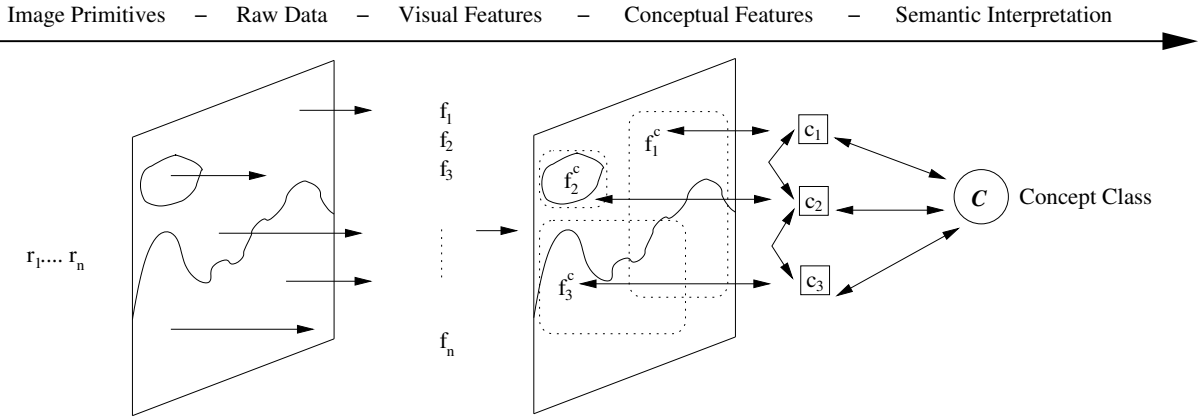 Image Primitives – Raw Data – Visual Features – Conceptual Features – Semantic Interpretation
r1.... rn
f1
f2
f3
fn
f1c
f2c
f3c
c1
c2
c3
C
Concept Class